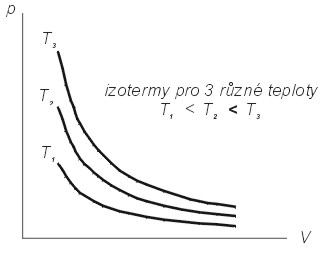 p
T₃
T₂
izotermy pro 3 různé teploty
T₁ < T₂ < T₃
T₁
V